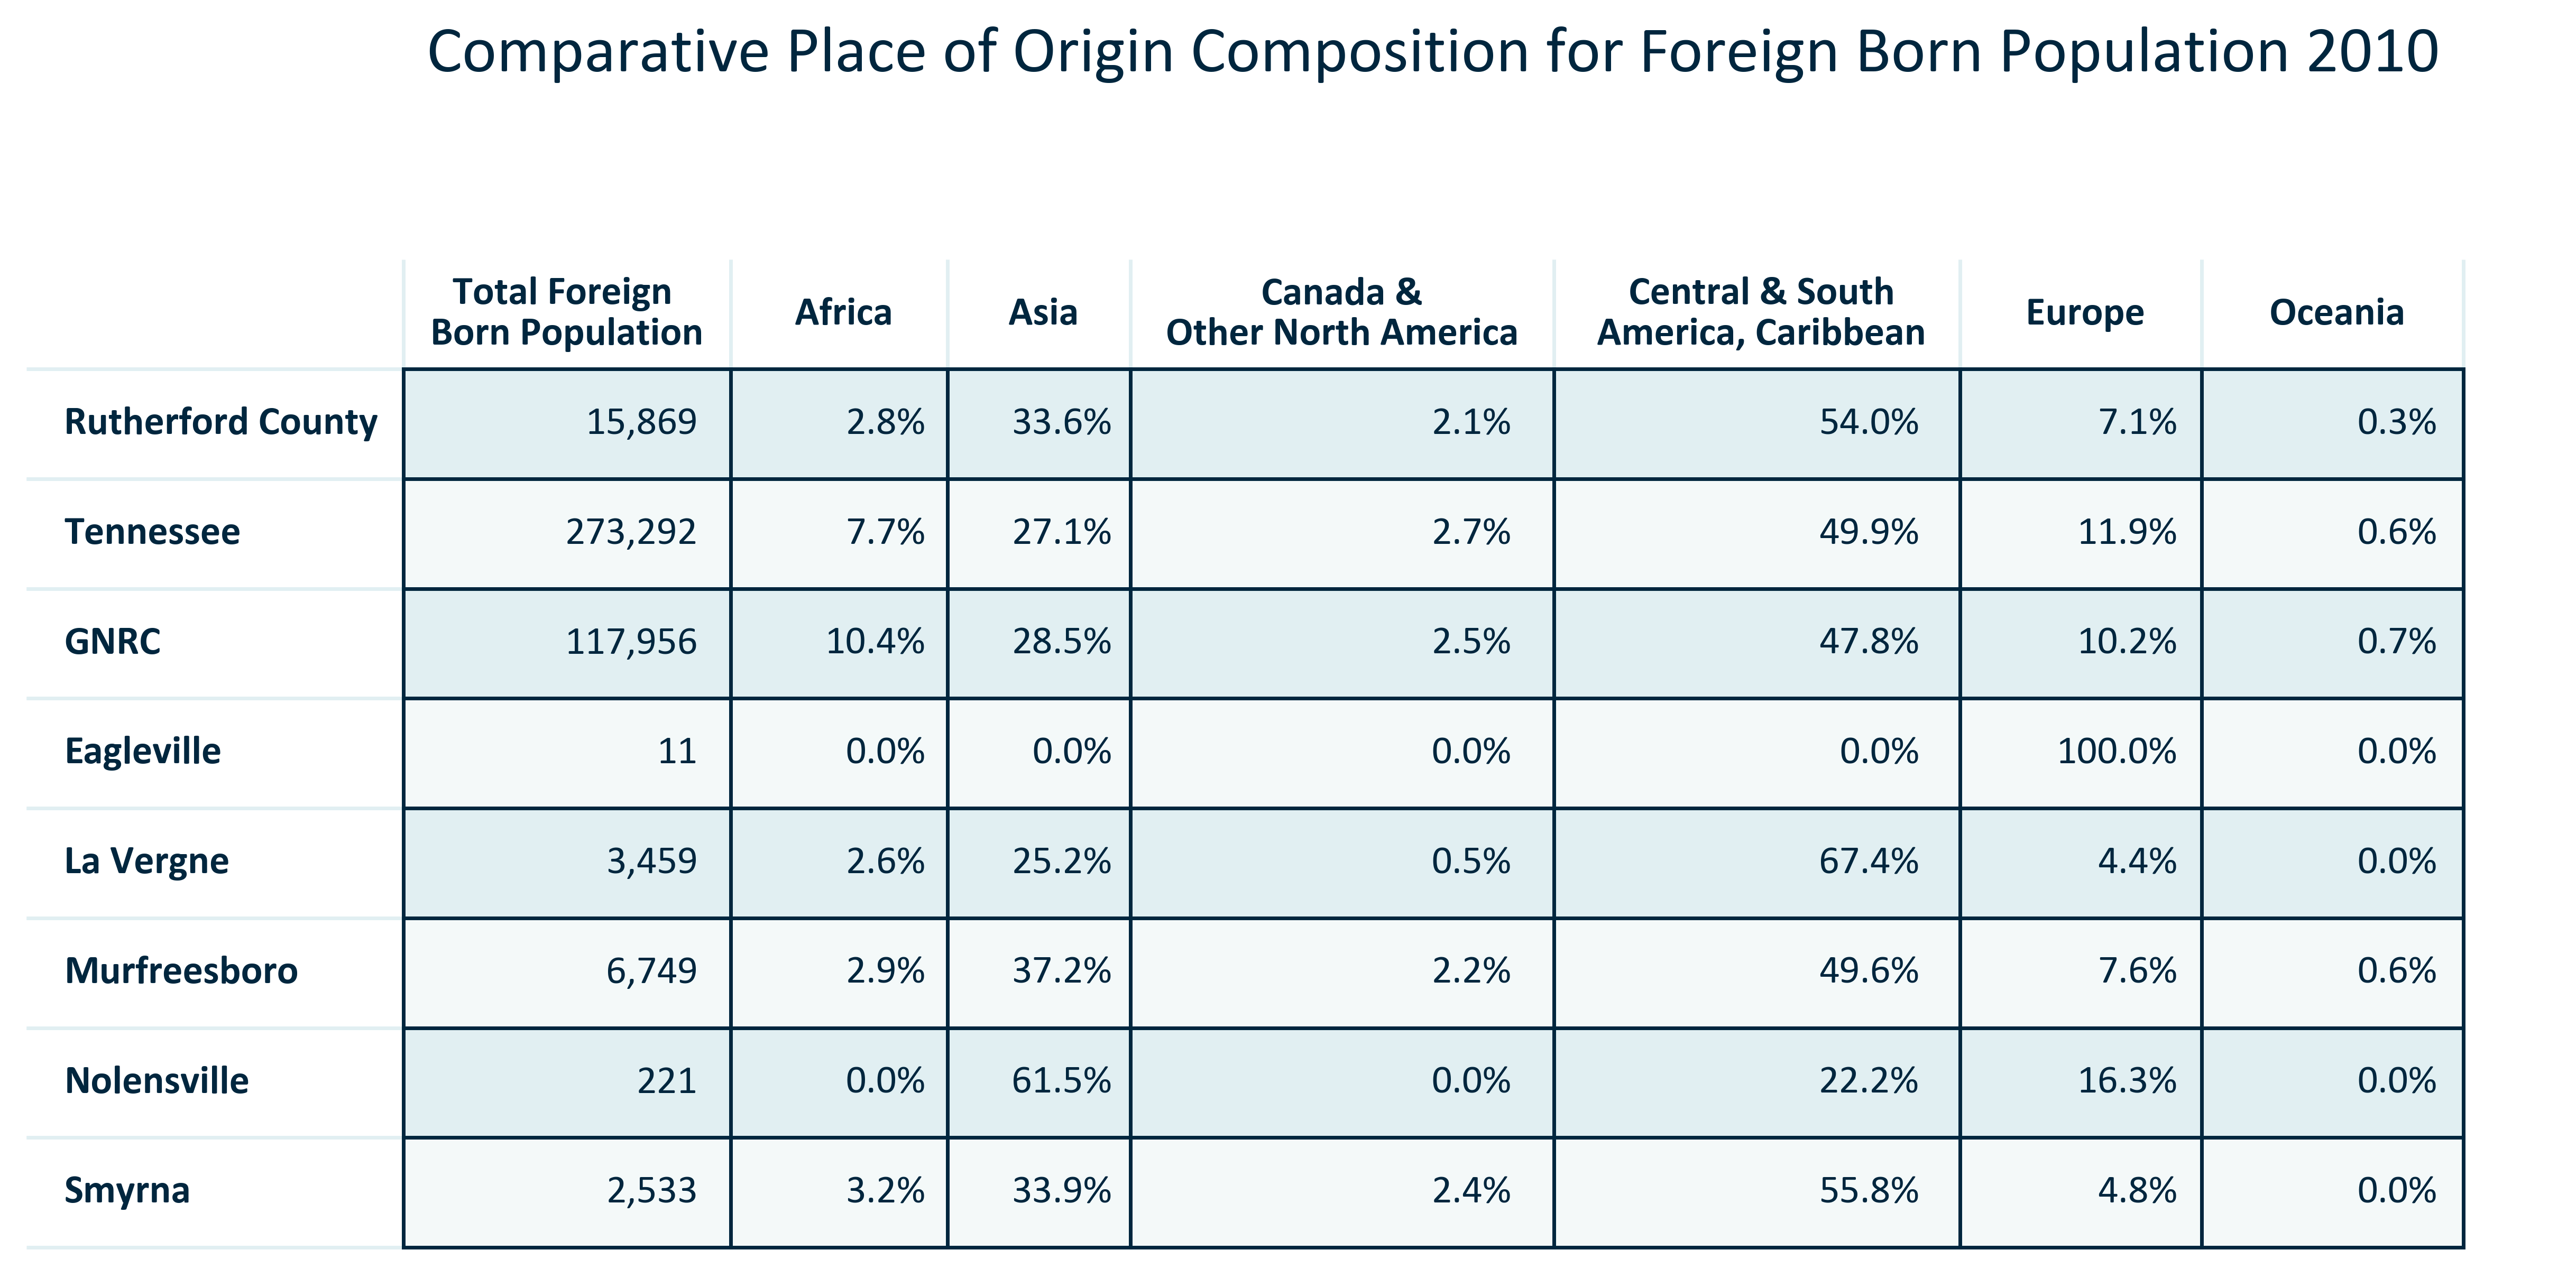 Comparative Place of Origin Composition for Foreign Born Population 2010
Total Foreign Born Population Africa Asia Canada & Other North America Central & South America, Caribbean Europe Oceania
Rutherford County 15,869 2.8% 33.6% 2.1% 54.0% 7.1% 0.3%
Tennessee 273,292 7.7% 27.1% 2.7% 49.9% 11.9% 0.6%
GNRC 117,956 10.4% 28.5% 2.5% 47.8% 10.2% 0.7%
Eagleville 11 0.0% 0.0% 0.0% 0.0% 100.0% 0.0%
La Vergne 3,459 2.6% 25.2% 0.5% 67.4% 4.4% 0.0%
Murfreesboro 6,749 2.9% 37.2% 2.2% 49.6% 7.6% 0.6%
Nolensville 221 0.0% 61.5% 0.0% 22.2% 16.3% 0.0%
Smyrna 2,533 3.2% 33.9% 2.4% 55.8% 4.8% 0.0%